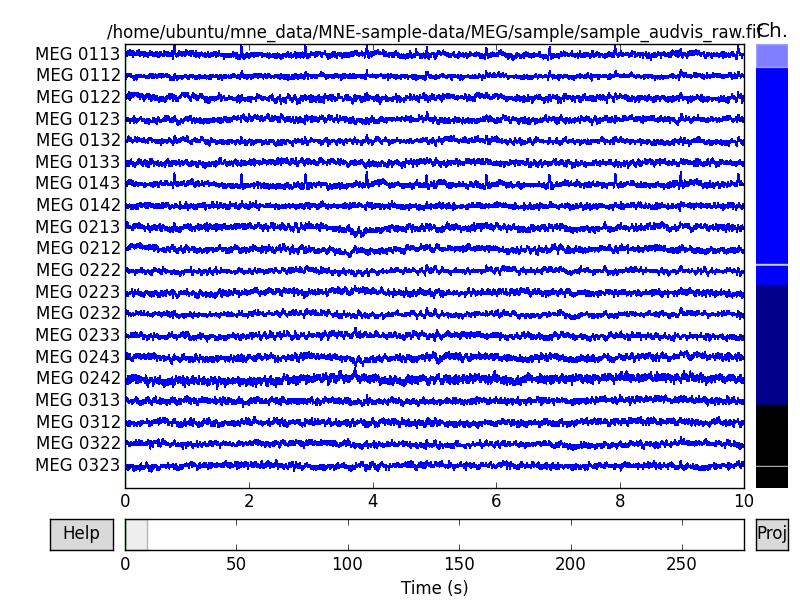 /home/ubuntu/mne_data/MNE-sample-data/MEG/sample/sample_audvis_raw.fif
Ch.
MEG 0113
MEG 0112
MEG 0122
MEG 0123
MEG 0132
MEG 0133
MEG 0143
MEG 0142
MEG 0213
MEG 0212
MEG 0222
MEG 0223
MEG 0232
MEG 0233
MEG 0243
MEG 0242
MEG 0313
MEG 0312
MEG 0322
MEG 0323
0 2 4 6 8 10
Help
Proj
0 50 100 150 200 250
Time (s)